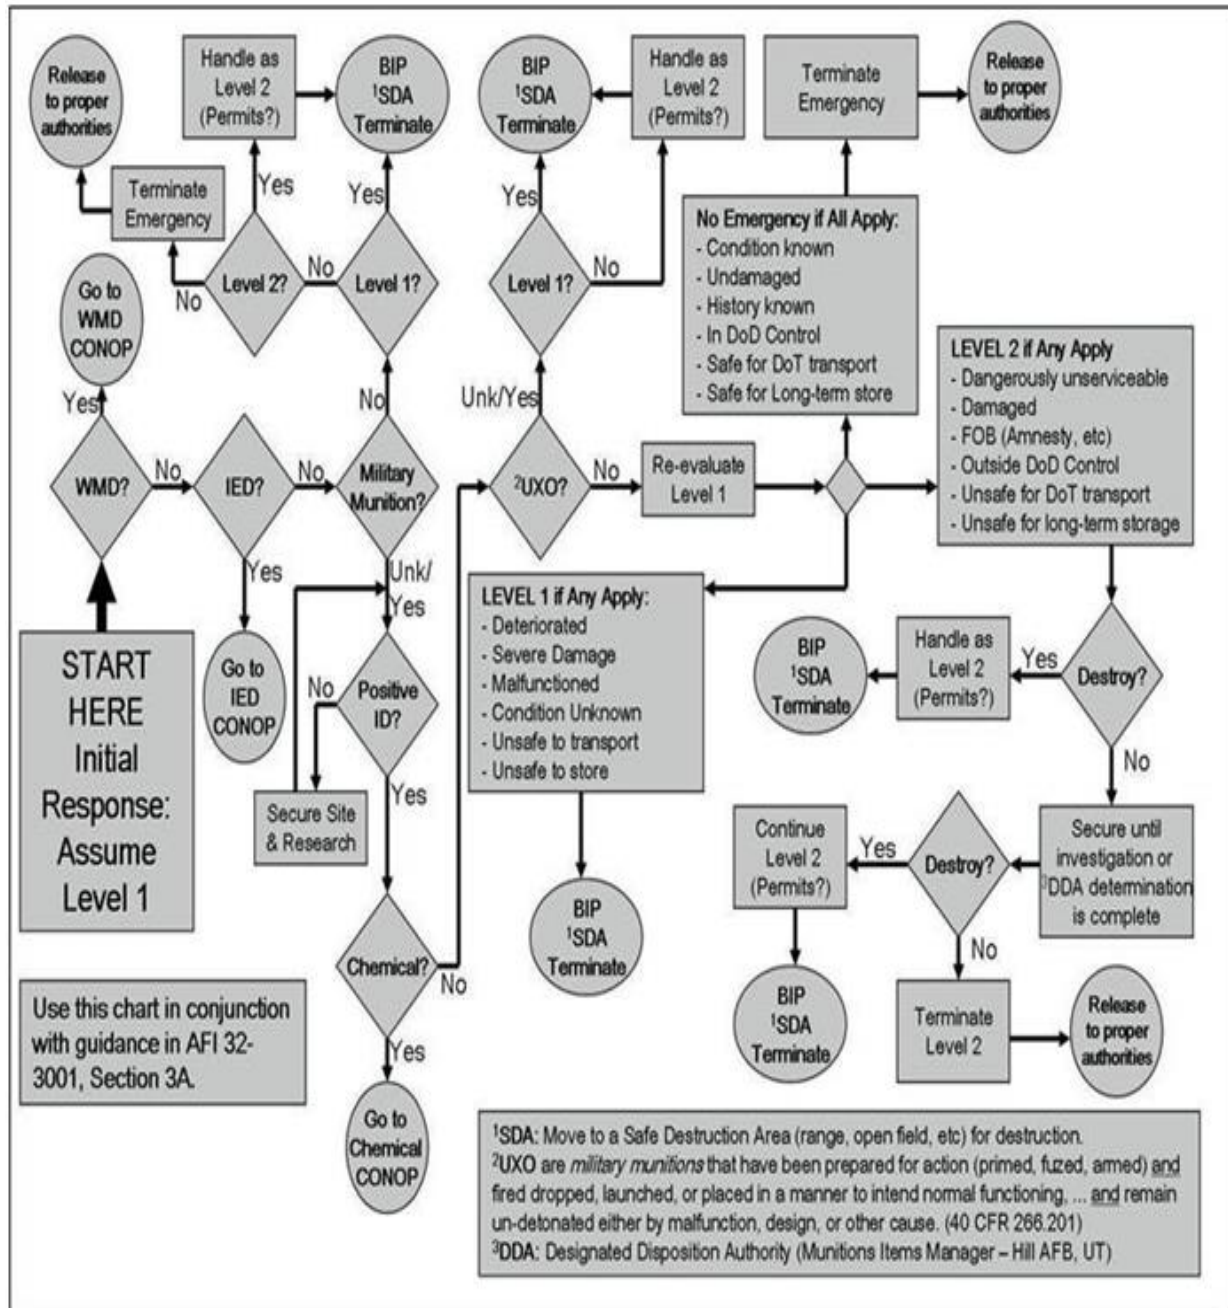 Release
to proper
authorities
Handle as
Level 2
(Permits?)
BIP
¹SDA
Terminate
BIP
¹SDA
Terminate
Handle as
Level 2
(Permits?)
Terminate
Emergency
Release
to proper
authorities
Terminate
Emergency
Yes
Yes
Yes
No
Level 2?
No
Level 1?
Level 1?
No
No Emergency if All Apply:
- Condition known
- Undamaged
- History known
- In DoD Control
- Safe for DoT transport
- Safe for Long-term store
Go to
WMD
CONOP
Yes
No
Unk/Yes
LEVEL 2 if Any Apply
- Dangerously unserviceable
- Damaged
- FOB (Amnesty, etc)
- Outside DoD Control
- Unsafe for DoT transport
- Unsafe for long-term storage
WMD?
No
IED?
No
Military
Munition?
²UXO?
No
Re-evaluate
Level 1
Yes
Unk/
Yes
START
HERE
Initial
Response:
Assume
Level 1
Go to
IED
CONOP
No
Positive
ID?
Yes
Secure Site
& Research
LEVEL 1 if Any Apply:
- Deteriorated
- Severe Damage
- Malfunctioned
- Condition Unknown
- Unsafe to transport
- Unsafe to store
BIP
¹SDA
Terminate
Handle as
Level 2
(Permits?)
Yes
Destroy?
No
Continue
Level 2
(Permits?)
Yes
Destroy?
Secure until
investigation or
³DDA determination
is complete
BIP
¹SDA
Terminate
Chemical?
No
No
BIP
¹SDA
Terminate
Terminate
Level 2
Release
to proper
authorities
Use this chart in conjunction
with guidance in AFI 32-
3001, Section 3A.
Yes
Go to
Chemical
CONOP
¹SDA: Move to a Safe Destruction Area (range, open field, etc) for destruction.
²UXO are military munitions that have been prepared for action (primed, fuzed, armed) and
fired dropped, launched, or placed in a manner to intend normal functioning, ... and remain
un-detonated either by malfunction, design, or other cause. (40 CFR 266.201)
³DDA: Designated Disposition Authority (Munitions Items Manager – Hill AFB, UT)